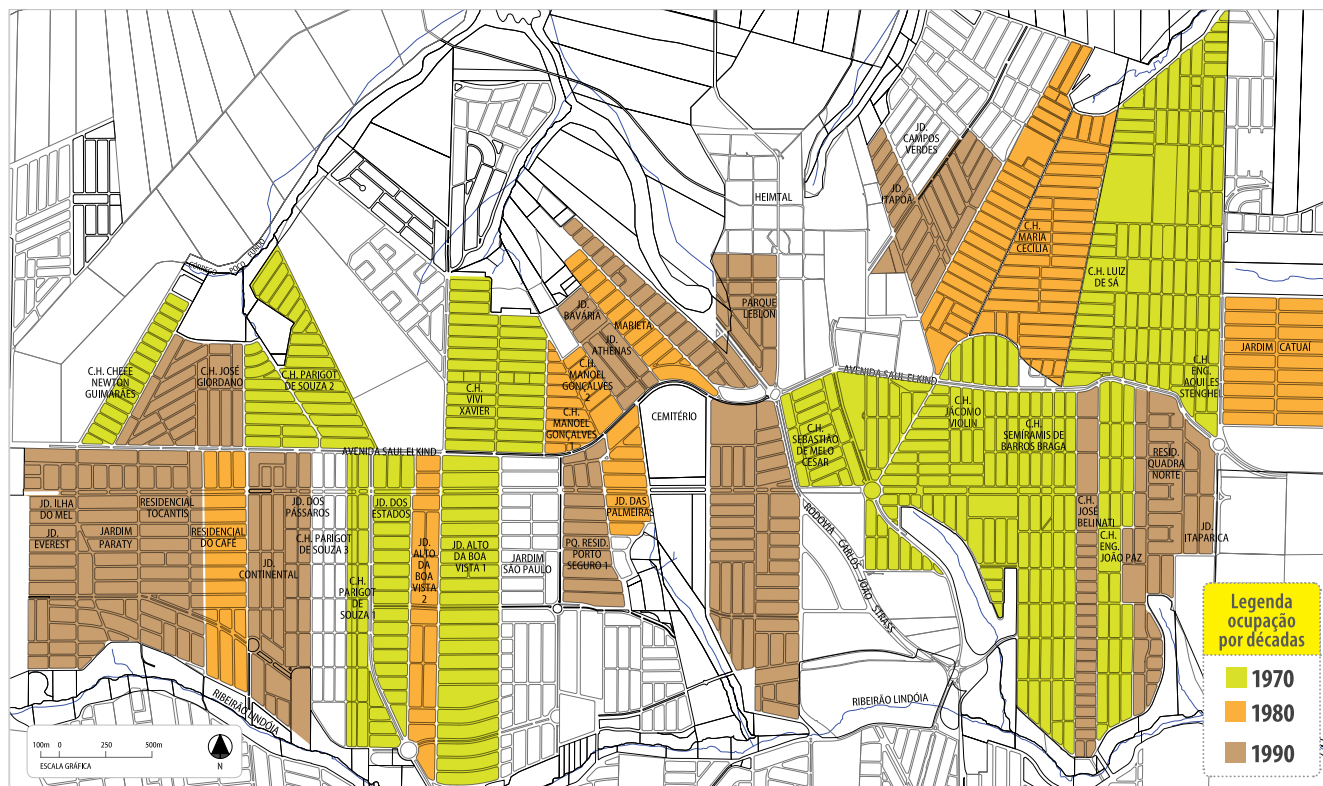 JD.
CAMPOS
VERDES
JD.
ITAPOÃ
HEIMTAL
C.H.
MARIA
CECÍLIA
CÓRREGO POÇO FUNDO
C.H. LUIZ
DE SÁ
JD.
BAVÁRIA
MARIETA
PARQUE
LEBLON
JD.
ATHENAS
JARDIM CATUAÍ
C.H. CHEFE
NEWTON
GUIMARÃES
C.H. JOSÉ
GIORDANO
C.H. PARIGOT
DE SOUZA 2
C.H.
MANOEL
GONÇALVES
2
C.H.
ENG.
AQUILES
STENGHEL
AVENIDA SAUL ELKIND
C.H.
VIVI
XAVIER
C.H.
MANOEL
GONÇALVES
1
CEMITÉRIO
C.H.
JÁCOMO
VIOLIN
C.H.
SEBASTIÃO
DE MELO
CÉSAR
C.H.
SEMÍRAMIS DE
BARROS BRAGA
AVENIDA SAUL ELKIND
RESID.
QUADRA
NORTE
JD. ILHA
DO MEL
RESIDENCIAL
TOCANTIS
JD. DOS
PÁSSAROS
JD. DOS
ESTADOS
JD. DAS
PALMEIRAS
C.H.
JOSÉ
BELINATI
JD.
EVEREST
JARDIM
PARATY
RESIDENCIAL
DO CAFÉ
C.H. PARIGOT
DE SOUZA 3
JD.
ITAPARICA
JD.
CONTINENTAL
JD.
ALTO
DA BOA
VISTA
2
JD. ALTO
DA BOA
VISTA 1
JARDIM
SÃO PAULO
PQ. RESID.
PORTO
SEGURO 1
RODOVIA CARLOS JOÃO STRASS
C.H.
ENG.
JOÃO PAZ
C.H.
PARIGOT
DE
SOUZA 1
RIBEIRÃO LINDÓIA
RIBEIRÃO LINDÓIA
Legenda
ocupação
por décadas
1970
1980
1990
100m 0 250 500m
ESCALA GRÁFICA
N